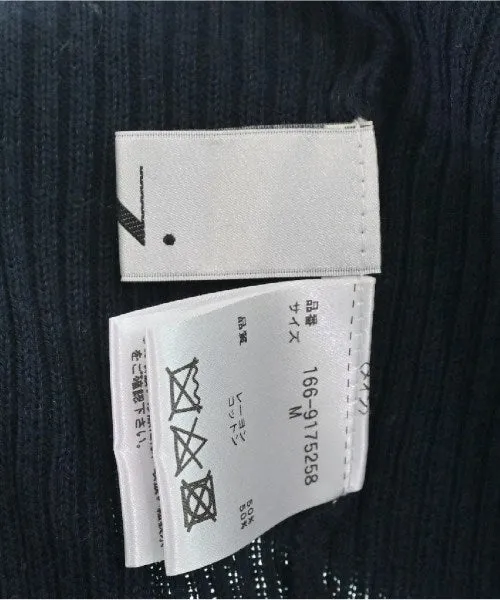 品番 166-9175258
サイズ M
品質
レーヨン 50%
コットン 50%
をご確認下さい。